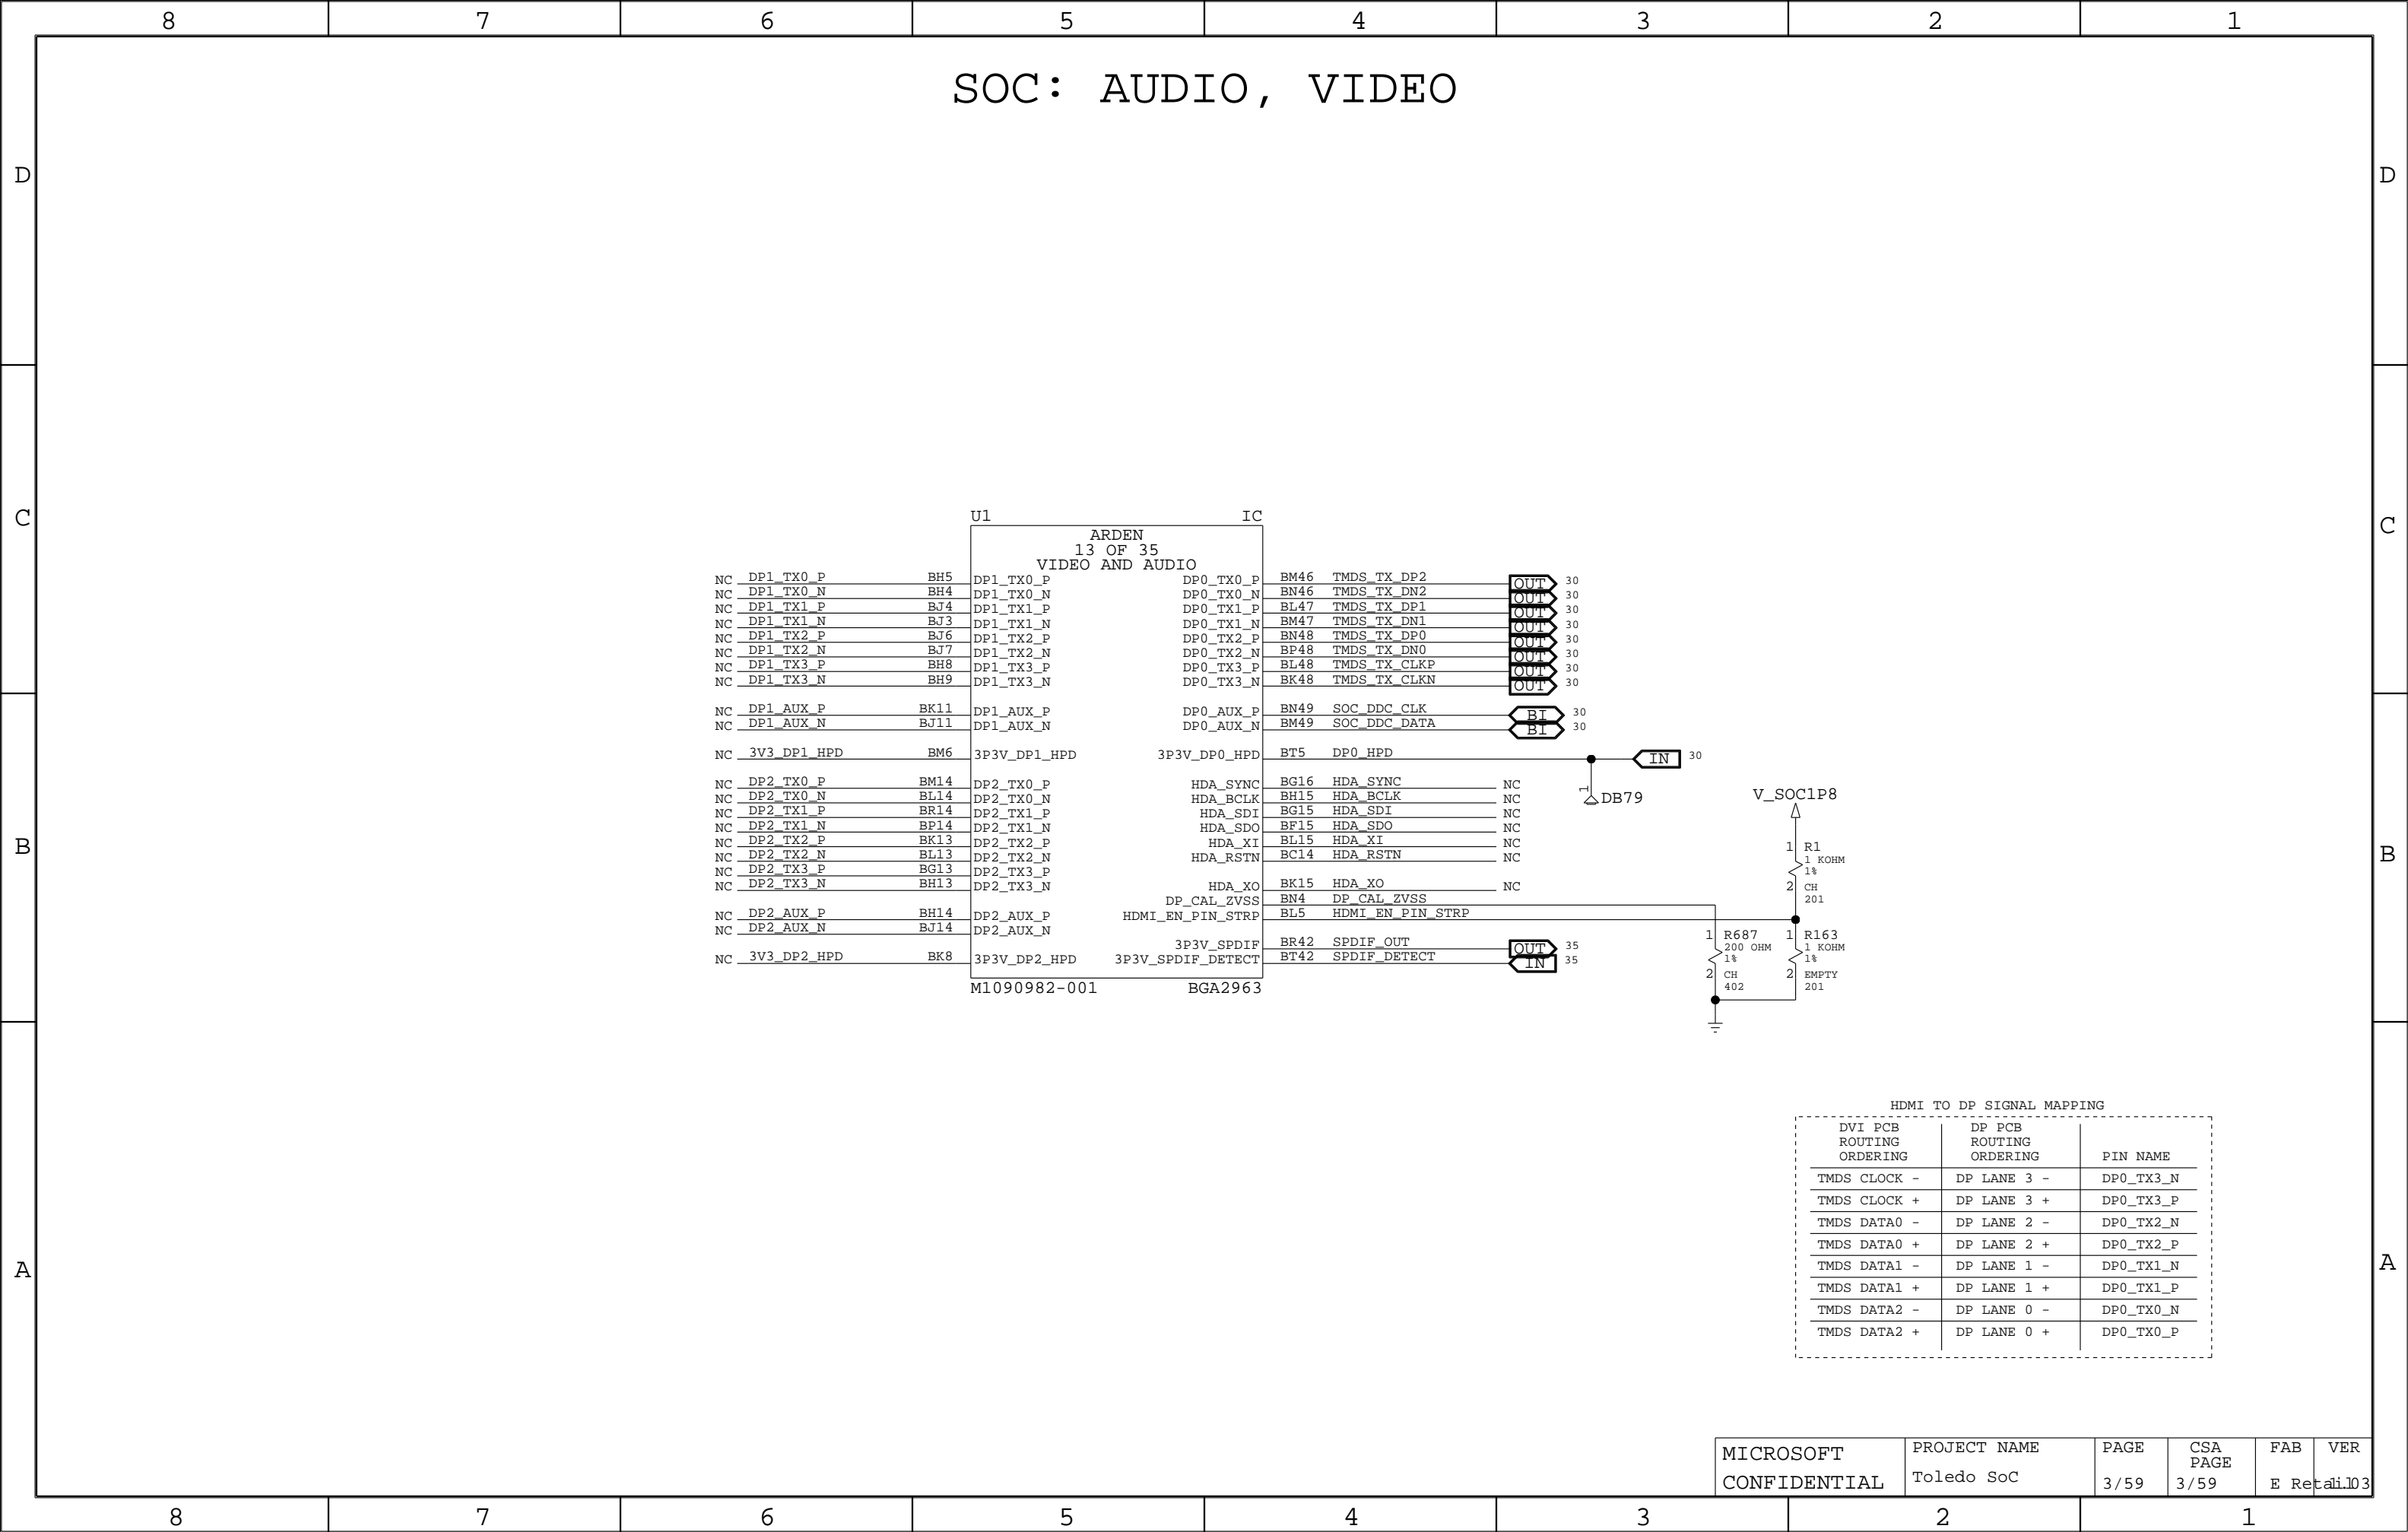 8 7 6 5 4 3 2 1
SOC: AUDIO, VIDEO
D D
C C
B B
A A
U1 IC
ARDEN
13 OF 35
VIDEO AND AUDIO
NC DP1_TX0_P BH5 DP1_TX0_P DP0_TX0_P BM46 TMDS_TX_DP2 OUT 30
NC DP1_TX0_N BH4 DP1_TX0_N DP0_TX0_N BN46 TMDS_TX_DN2 OUT 30
NC DP1_TX1_P BJ4 DP1_TX1_P DP0_TX1_P BL47 TMDS_TX_DP1 OUT 30
NC DP1_TX1_N BJ3 DP1_TX1_N DP0_TX1_N BM47 TMDS_TX_DN1 OUT 30
NC DP1_TX2_P BJ6 DP1_TX2_P DP0_TX2_P BN48 TMDS_TX_DP0 OUT 30
NC DP1_TX2_N BJ7 DP1_TX2_N DP0_TX2_N BP48 TMDS_TX_DN0 OUT 30
NC DP1_TX3_P BH8 DP1_TX3_P DP0_TX3_P BL48 TMDS_TX_CLKP OUT 30
NC DP1_TX3_N BH9 DP1_TX3_N DP0_TX3_N BK48 TMDS_TX_CLKN OUT 30
NC DP1_AUX_P BK11 DP1_AUX_P DP0_AUX_P BN49 SOC_DDC_CLK BI 30
NC DP1_AUX_N BJ11 DP1_AUX_N DP0_AUX_N BM49 SOC_DDC_DATA BI 30
NC 3V3_DP1_HPD BM6 3P3V_DP1_HPD 3P3V_DP0_HPD BT5 DP0_HPD IN 30
NC DP2_TX0_P BM14 DP2_TX0_P HDA_SYNC BG16 HDA_SYNC NC
NC DP2_TX0_N BL14 DP2_TX0_N HDA_BCLK BH15 HDA_BCLK NC
NC DP2_TX1_P BR14 DP2_TX1_P HDA_SDI BG15 HDA_SDI NC
NC DP2_TX1_N BP14 DP2_TX1_N HDA_SDO BF15 HDA_SDO NC
NC DP2_TX2_P BK13 DP2_TX2_P HDA_XI BL15 HDA_XI NC
NC DP2_TX2_N BL13 DP2_TX2_N HDA_RSTN BC14 HDA_RSTN NC
NC DP2_TX3_P BG13 DP2_TX3_P
NC DP2_TX3_N BH13 DP2_TX3_N HDA_XO BK15 HDA_XO NC
DP_CAL_ZVSS BN4 DP_CAL_ZVSS
NC DP2_AUX_P BH14 DP2_AUX_P HDMI_EN_PIN_STRP BL5 HDMI_EN_PIN_STRP
NC DP2_AUX_N BJ14 DP2_AUX_N
3P3V_SPDIF BR42 SPDIF_OUT OUT 35
NC 3V3_DP2_HPD BK8 3P3V_DP2_HPD 3P3V_SPDIF_DETECT BT42 SPDIF_DETECT IN 35
M1090982-001 BGA2963
1 DB79
V_SOC1P8
1 R1
1 KOHM
1%
2 CH
201
1 R687
200 OHM
1%
2 CH
402
1 R163
1 KOHM
1%
2 EMPTY
201
HDMI TO DP SIGNAL MAPPING
DVI PCB DP PCB
ROUTING ROUTING
ORDERING ORDERING PIN NAME
TMDS CLOCK - DP LANE 3 - DP0_TX3_N
TMDS CLOCK + DP LANE 3 + DP0_TX3_P
TMDS DATA0 - DP LANE 2 - DP0_TX2_N
TMDS DATA0 + DP LANE 2 + DP0_TX2_P
TMDS DATA1 - DP LANE 1 - DP0_TX1_N
TMDS DATA1 + DP LANE 1 + DP0_TX1_P
TMDS DATA2 - DP LANE 0 - DP0_TX0_N
TMDS DATA2 + DP LANE 0 + DP0_TX0_P
MICROSOFT
CONFIDENTIAL
PROJECT NAME
Toledo SoC
PAGE
3/59
CSA
PAGE
3/59
FAB
E Retail
VER
1.03
8 7 6 5 4 3 2 1